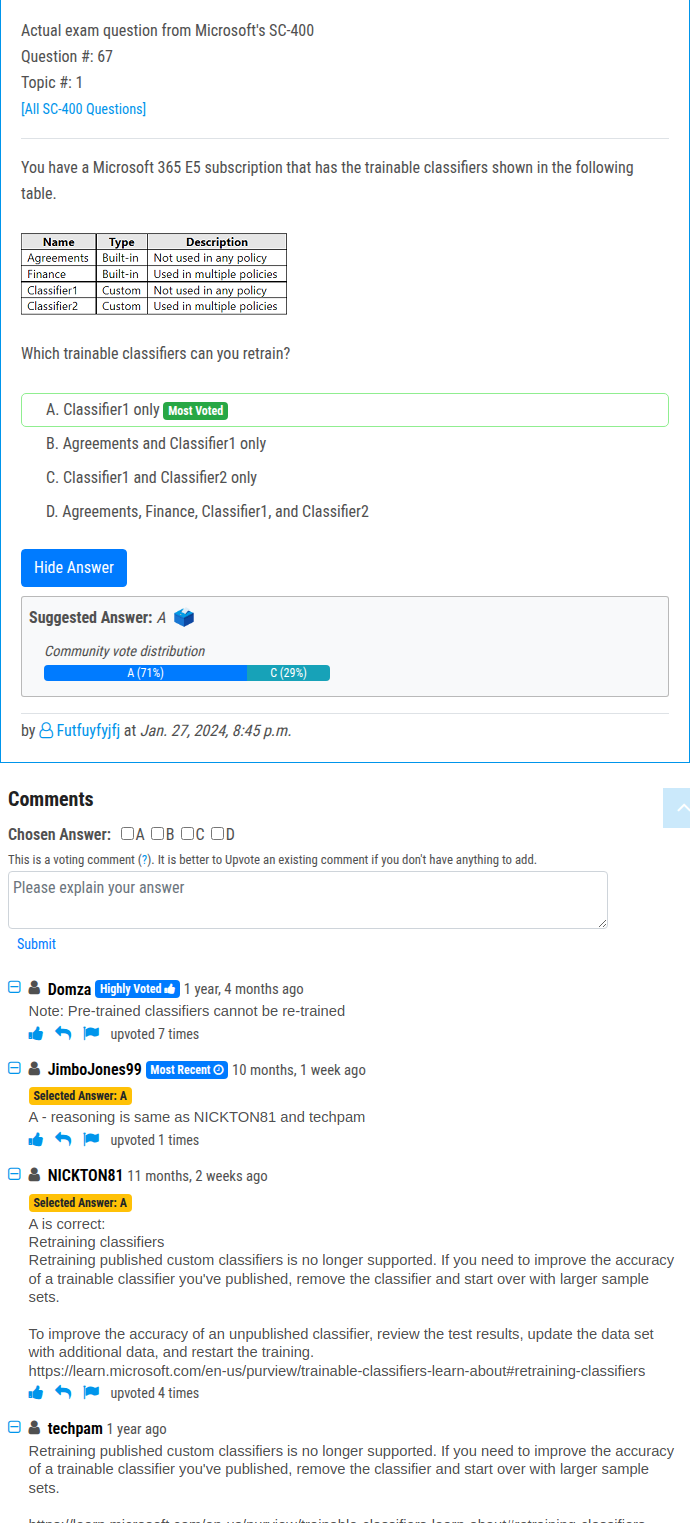 Actual exam question from Microsoft's SC-400
Question #: 67
Topic #: 1
[All SC-400 Questions]
You have a Microsoft 365 E5 subscription that has the trainable classifiers shown in the following
table.
Name Type Description
Agreements Built-in Not used in any policy
Finance Built-in Used in multiple policies
Classifier1 Custom Not used in any policy
Classifier2 Custom Used in multiple policies
Which trainable classifiers can you retrain?
A. Classifier1 only Most Voted
B. Agreements and Classifier1 only
C. Classifier1 and Classifier2 only
D. Agreements, Finance, Classifier1, and Classifier2
Hide Answer
Suggested Answer: A
Community vote distribution
A (71%) C (29%)
by Futfuyfyjfj at Jan. 27, 2024, 8:45 p.m.
Comments
Chosen Answer: A B C D
This is a voting comment (?). It is better to Upvote an existing comment if you don't have anything to add.
Please explain your answer
Submit
Domza Highly Voted 1 year, 4 months ago
Note: Pre-trained classifiers cannot be re-trained
upvoted 7 times
JimboJones99 Most Recent 10 months, 1 week ago
Selected Answer: A
A - reasoning is same as NICKTON81 and techpam
upvoted 1 times
NICKTON81 11 months, 2 weeks ago
Selected Answer: A
A is correct:
Retraining classifiers
Retraining published custom classifiers is no longer supported. If you need to improve the accuracy
of a trainable classifier you've published, remove the classifier and start over with larger sample
sets.
To improve the accuracy of an unpublished classifier, review the test results, update the data set
with additional data, and restart the training.
https://learn.microsoft.com/en-us/purview/trainable-classifiers-learn-about#retraining-classifiers
upvoted 4 times
techpam 1 year ago
Retraining published custom classifiers is no longer supported. If you need to improve the accuracy
of a trainable classifier you've published, remove the classifier and start over with larger sample
sets.
https://learn.microsoft.com/en-us/purview/trainable-classifiers-learn-about#retraining-classifiers